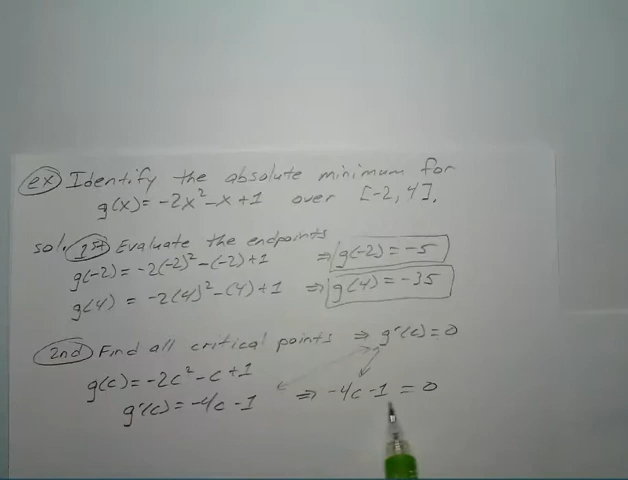 ex Identify the absolute minimum for
g(x) = -2x² - x + 1 over [-2, 4].
sol. 1st Evaluate the endpoints
g(-2) = -2(-2)² - (-2) + 1 ⇒ g(-2) = -5
g(4) = -2(4)² - (4) + 1 ⇒ g(4) = -35
2nd Find all critical points ⇒ g'(c) = 0
g(c) = -2c² - c + 1
g'(c) = -4c - 1 ⇒ -4c - 1 = 0